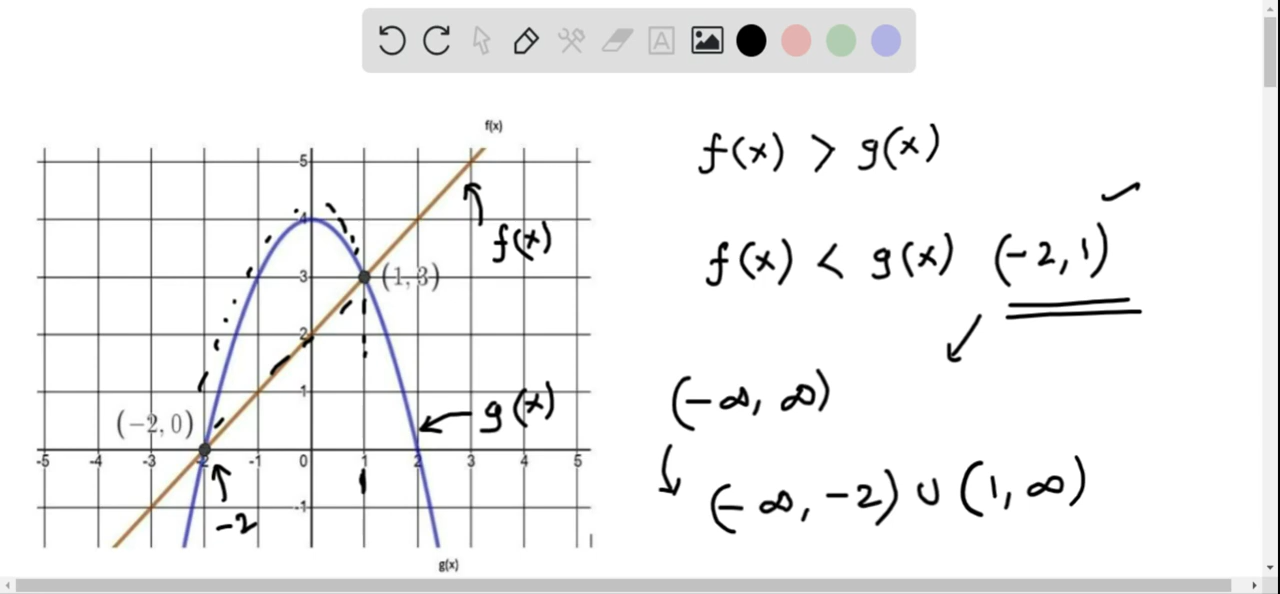 A
f(x)
f(x) > g(x)
5
4
f(x)
f(x) < g(x) (-2,1)
3
(1,3)
2
(-∞, ∞)
1
g(x)
(−2,0)
-5 -4 -3 -2 -1 0 1 2 3 4 5
(-∞, -2) ∪ (1, ∞)
-1
-2
g(x)